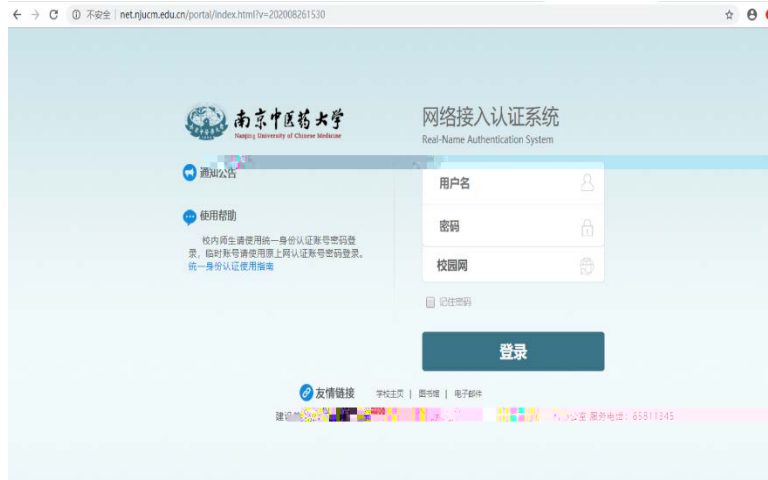 不安全 | net.njucm.edu.cn/portal/index.html?v=202008261530
南京中医药大学
Nanjing University of Chinese Medicine
网络接入认证系统
Real-Name Authentication System
通知公告
使用帮助
校内师生请使用统一身份认证账号密码登
录，临时账号请使用原上网认证账号密码登录。
统一身份认证使用指南
用户名
密码
校园网
记住密码
登录
友情链接 学校主页 | 图书馆 | 电子邮件
建设 公室 服务电话：85811345